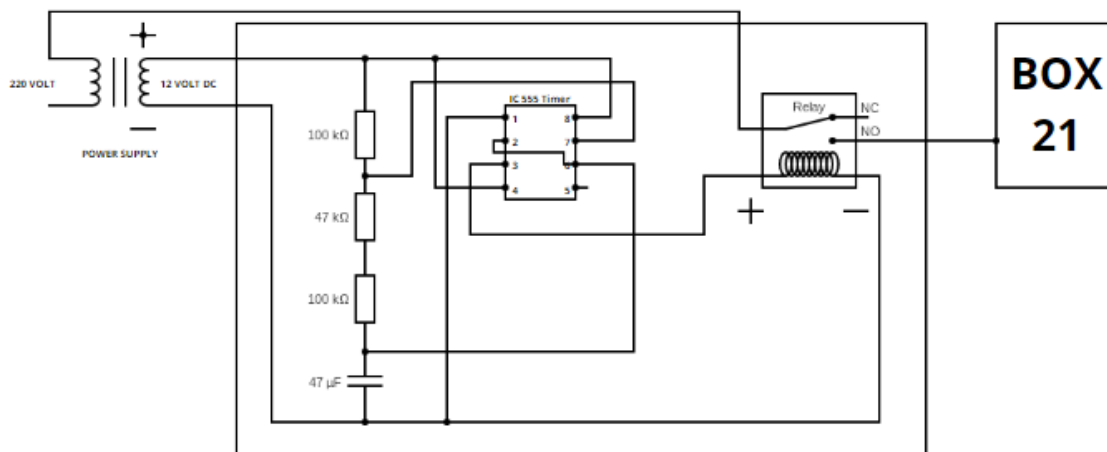 220 VOLT
+
12 VOLT DC
—
POWER SUPPLY
100 kΩ
47 kΩ
100 kΩ
47 µF
IC 555 Timer
1 8
2 7
3 6
4 5
Relay
NC
NO
+ —
BOX
21